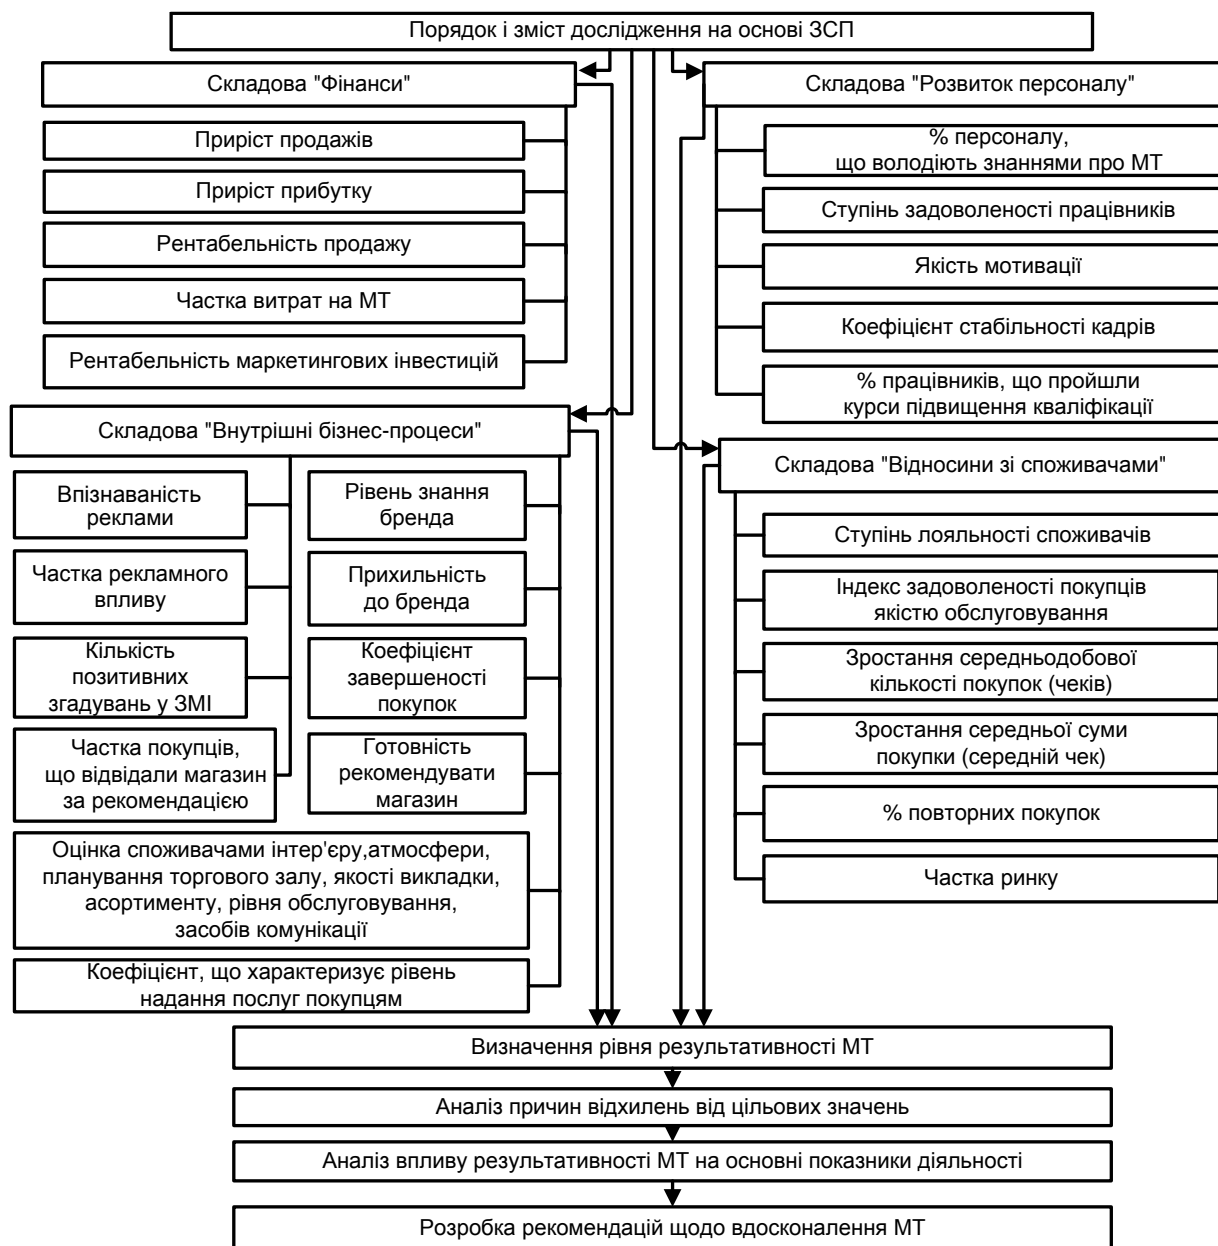 Порядок і зміст дослідження на основі ЗСП
Складова "Фінанси"
Приріст продажів
Приріст прибутку
Рентабельність продажу
Частка витрат на МТ
Рентабельність маркетингових інвестицій
Складова "Розвиток персоналу"
% персоналу,
що володіють знаннями про МТ
Ступінь задоволеності працівників
Якість мотивації
Коефіцієнт стабільності кадрів
% працівників, що пройшли
курси підвищення кваліфікації
Складова "Внутрішні бізнес-процеси"
Впізнаваність
реклами
Частка рекламного
впливу
Кількість
позитивних
згадувань у ЗМІ
Частка покупців,
що відвідали магазин
за рекомендацією
Рівень знання
бренда
Прихильність
до бренда
Коефіцієнт
завершеності
покупок
Готовність
рекомендувати
магазин
Оцінка споживачами інтер'єру,атмосфери,
планування торгового залу, якості викладки,
асортименту, рівня обслуговування,
засобів комунікації
Коефіцієнт, що характеризує рівень
надання послуг покупцям
Складова "Відносини зі споживачами"
Ступінь лояльності споживачів
Індекс задоволеності покупців
якістю обслуговування
Зростання середньодобової
кількості покупок (чеків)
Зростання середньої суми
покупки (середній чек)
% повторних покупок
Частка ринку
Визначення рівня результативності МТ
Аналіз причин відхилень від цільових значень
Аналіз впливу результативності МТ на основні показники діяльності
Розробка рекомендацій щодо вдосконалення МТ